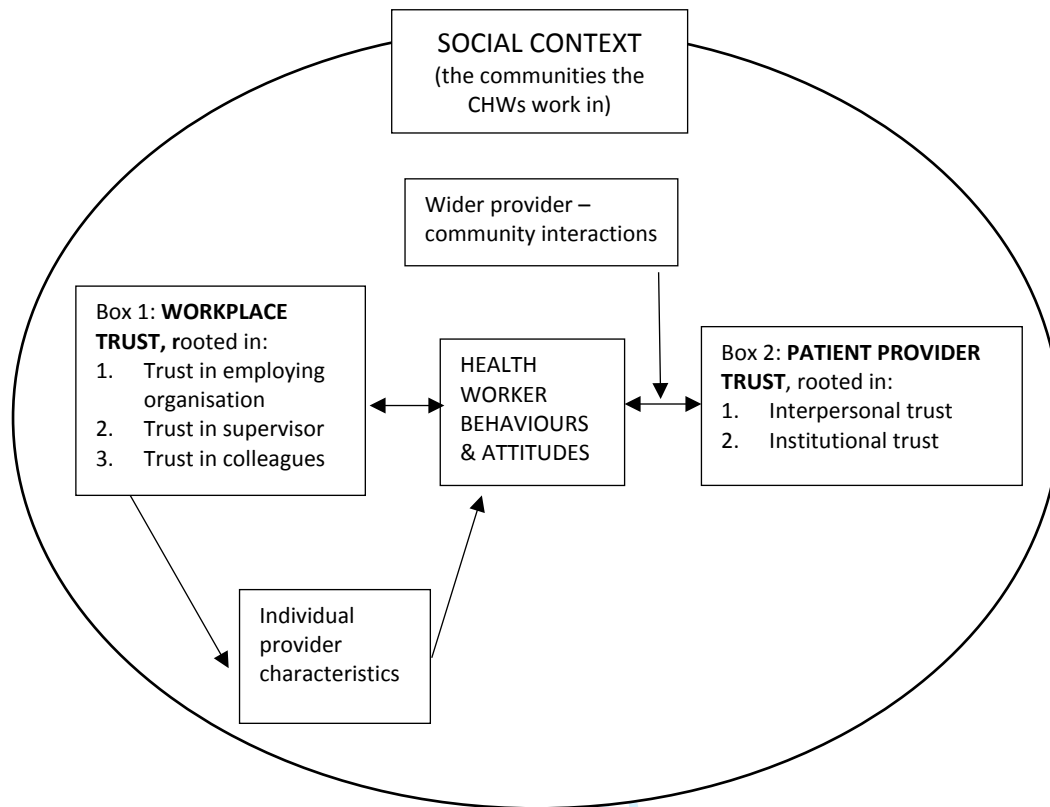 SOCIAL CONTEXT
(the communities the
CHWs work in)
Wider provider –
community interactions
Box 1: WORKPLACE
TRUST, rooted in:
1. Trust in employing
organisation
2. Trust in supervisor
3. Trust in colleagues
HEALTH
WORKER
BEHAVIOURS
& ATTITUDES
Box 2: PATIENT PROVIDER
TRUST, rooted in:
1. Interpersonal trust
2. Institutional trust
Individual
provider
characteristics